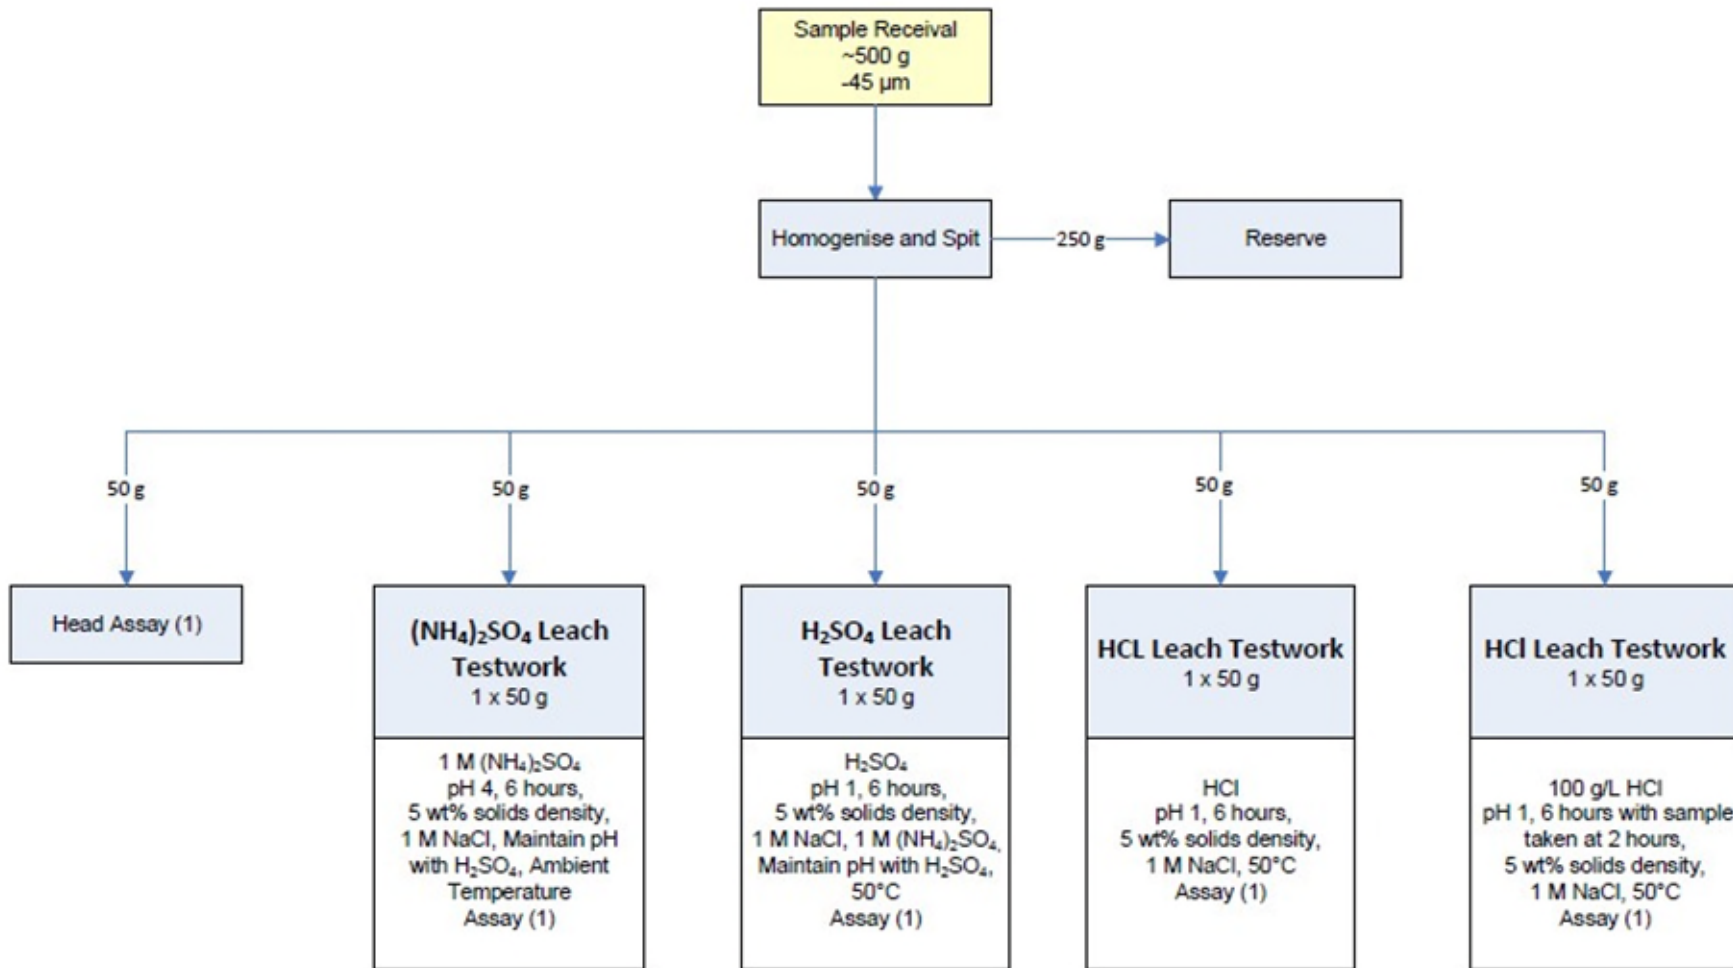 Sample Receival
~500 g
-45 µm
Homogenise and Spit
250 g
Reserve
50 g
50 g
50 g
50 g
50 g
Head Assay (1)
(NH₄)₂SO₄ Leach
Testwork
1 x 50 g
1 M (NH₄)₂SO₄
pH 4, 6 hours,
5 wt% solids density,
1 M NaCl, Maintain pH
with H₂SO₄, Ambient
Temperature
Assay (1)
H₂SO₄ Leach
Testwork
1 x 50 g
H₂SO₄
pH 1, 6 hours,
5 wt% solids density,
1 M NaCl, 1 M (NH₄)₂SO₄,
Maintain pH with H₂SO₄,
50°C
Assay (1)
HCL Leach Testwork
1 x 50 g
HCl
pH 1, 6 hours,
5 wt% solids density,
1 M NaCl, 50°C
Assay (1)
HCl Leach Testwork
1 x 50 g
100 g/L HCl
pH 1, 6 hours with sample
taken at 2 hours,
5 wt% solids density,
1 M NaCl, 50°C
Assay (1)